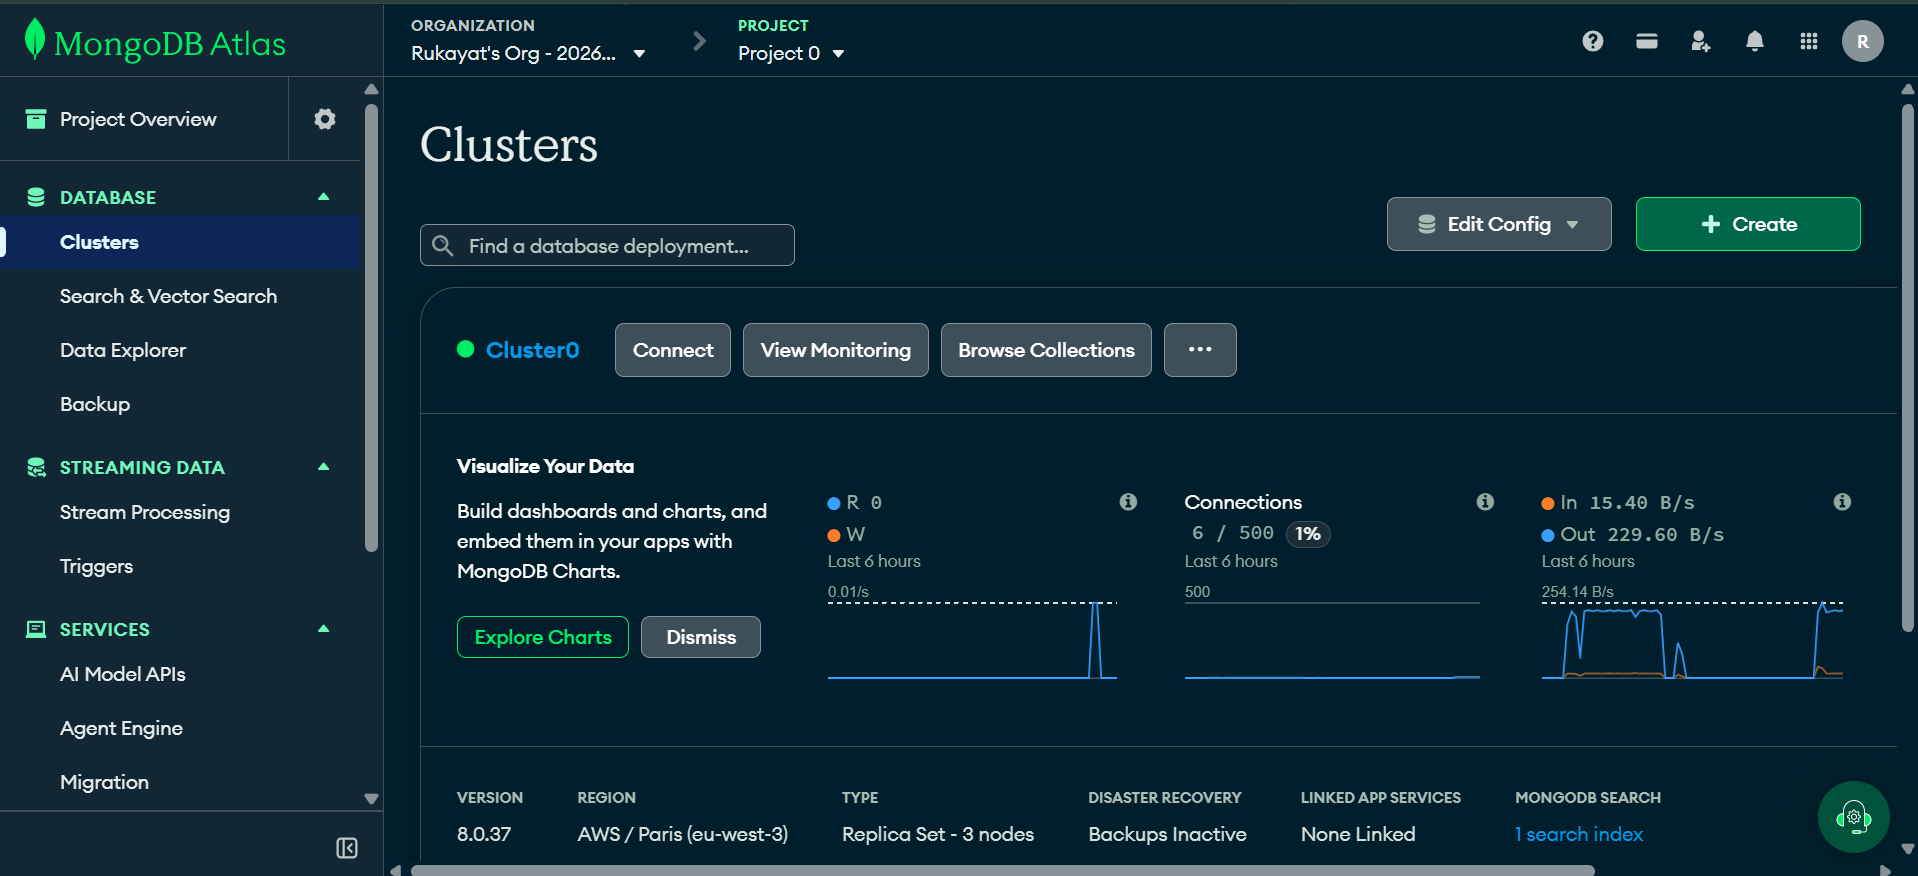 MongoDB Atlas
ORGANIZATION
Rukayat's Org - 2026...
PROJECT
Project 0
R
Project Overview
DATABASE
Clusters
Search & Vector Search
Data Explorer
Backup
STREAMING DATA
Stream Processing
Triggers
SERVICES
AI Model APIs
Agent Engine
Migration
Clusters
Find a database deployment...
Edit Config
+ Create
Cluster0
Connect
View Monitoring
Browse Collections
...
Visualize Your Data
Build dashboards and charts, and
embed them in your apps with
MongoDB Charts.
Explore Charts
Dismiss
R 0
W
Last 6 hours
0.01/s
Connections
6 / 500 1%
Last 6 hours
500
In 15.40 B/s
Out 229.60 B/s
Last 6 hours
254.14 B/s
VERSION
8.0.37
REGION
AWS / Paris (eu-west-3)
TYPE
Replica Set - 3 nodes
DISASTER RECOVERY
Backups Inactive
LINKED APP SERVICES
None Linked
MONGODB SEARCH
1 search index